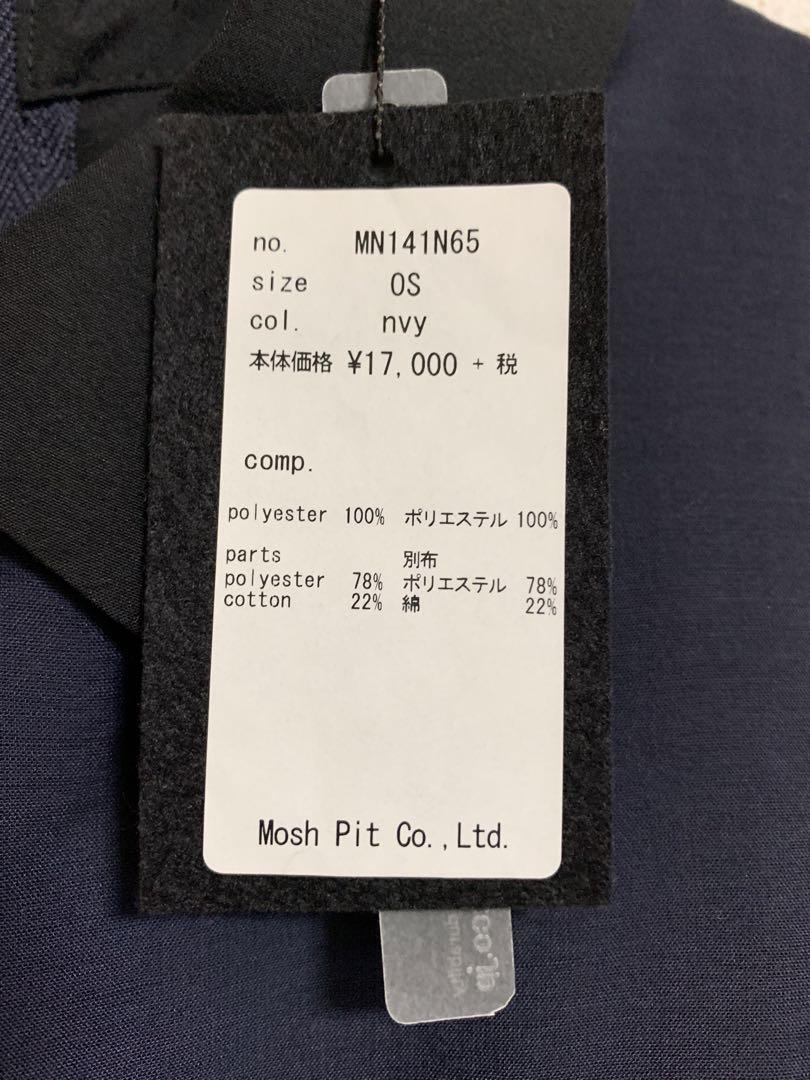 no. MN141N65
size OS
col. nvy
本体価格 ¥17,000 + 税
comp.
polyester 100% ポリエステル 100%
parts 別布
polyester 78% ポリエステル 78%
cotton 22% 綿 22%
Mosh Pit Co.,Ltd.